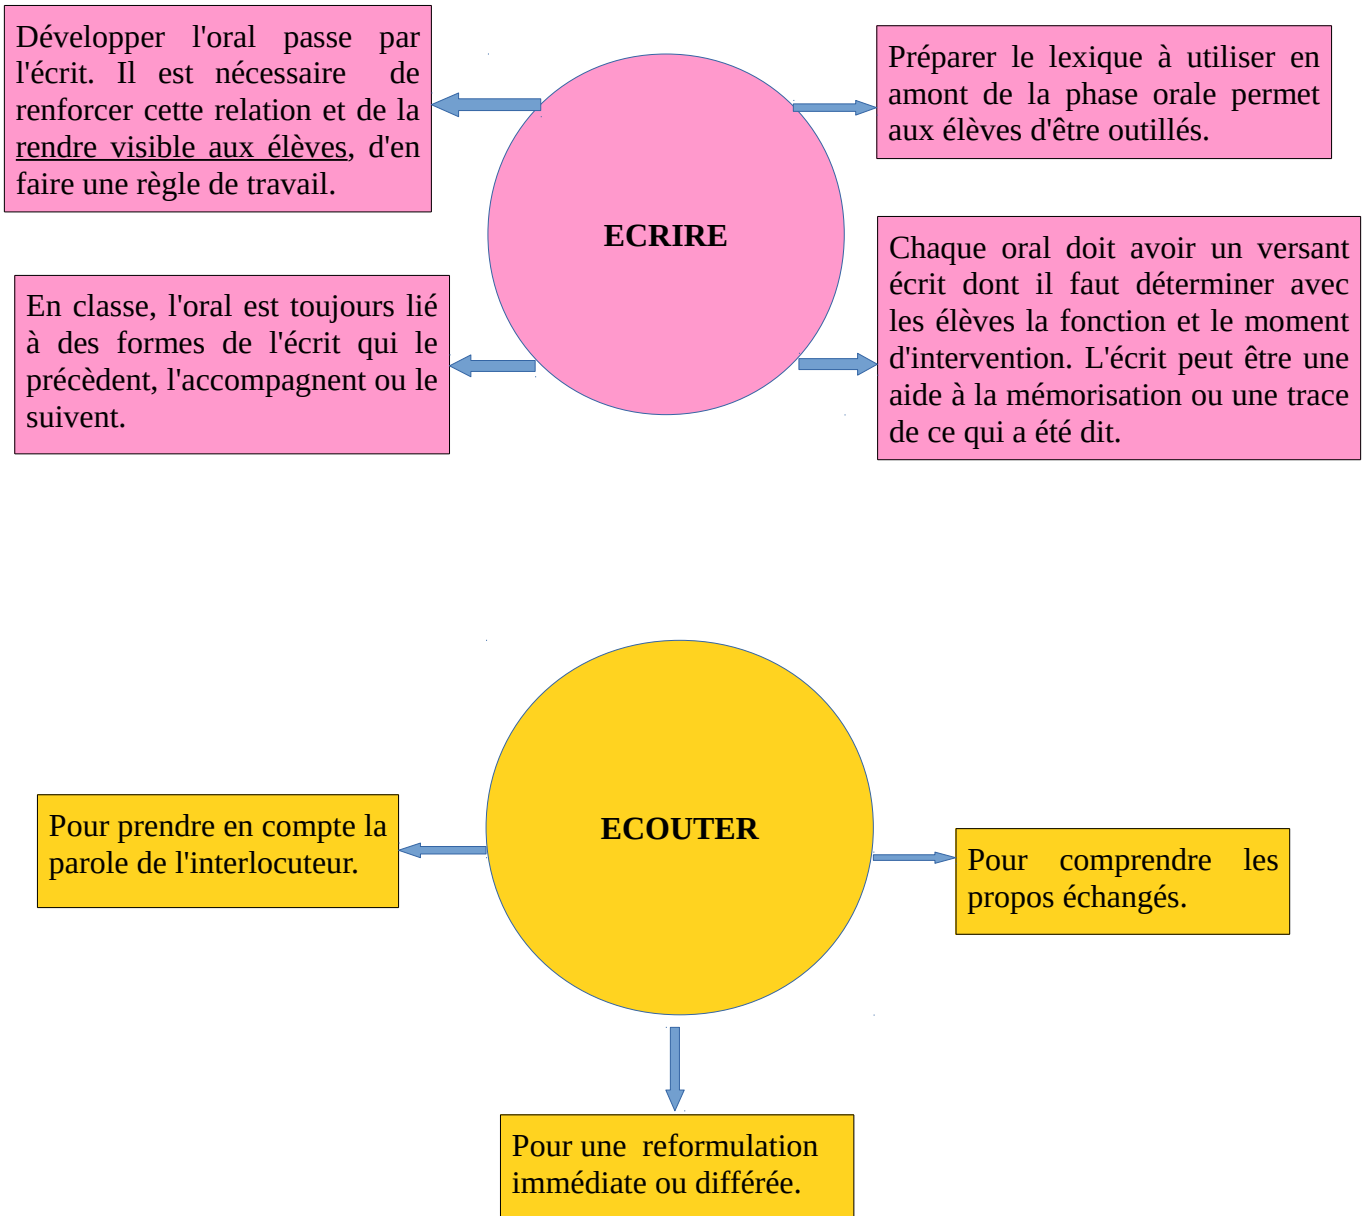 Développer l'oral passe par
l'écrit. Il est nécessaire de
renforcer cette relation et de la
rendre visible aux élèves, d'en
faire une règle de travail.
Préparer le lexique à utiliser en
amont de la phase orale permet
aux élèves d'être outillés.
ECRIRE
En classe, l'oral est toujours lié
à des formes de l'écrit qui le
précèdent, l'accompagnent ou le
suivent.
Chaque oral doit avoir un versant
écrit dont il faut déterminer avec
les élèves la fonction et le moment
d'intervention. L'écrit peut être une
aide à la mémorisation ou une trace
de ce qui a été dit.
ECOUTER
Pour prendre en compte la
parole de l'interlocuteur.
Pour comprendre les
propos échangés.
Pour une reformulation
immédiate ou différée.